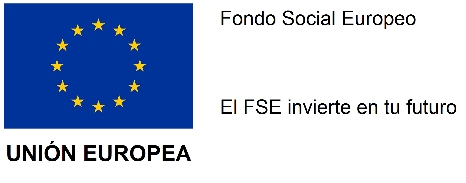 Fondo Social Europeo
El FSE invierte en tu futuro
UNIÓN EUROPEA